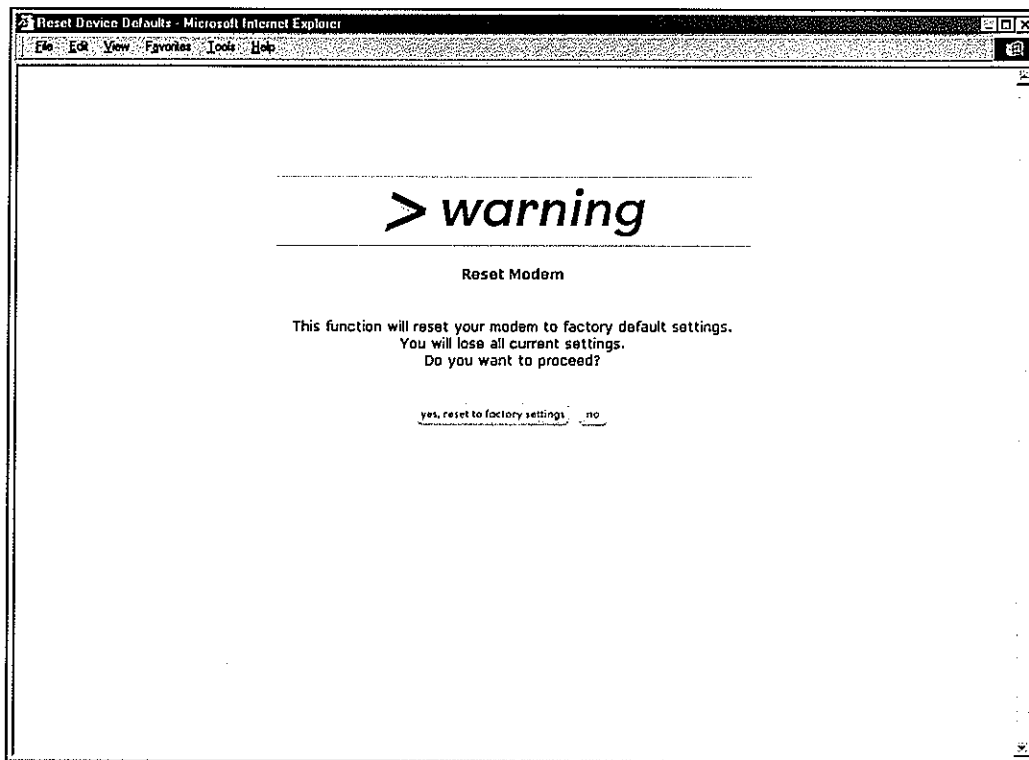 Reset Device Defaults - Microsoft Internet Explorer
File Edit View Favorites Tools Help
> warning
Reset Modem
This function will reset your modem to factory default settings.
You will lose all current settings.
Do you want to proceed?
yes, reset to factory settings no